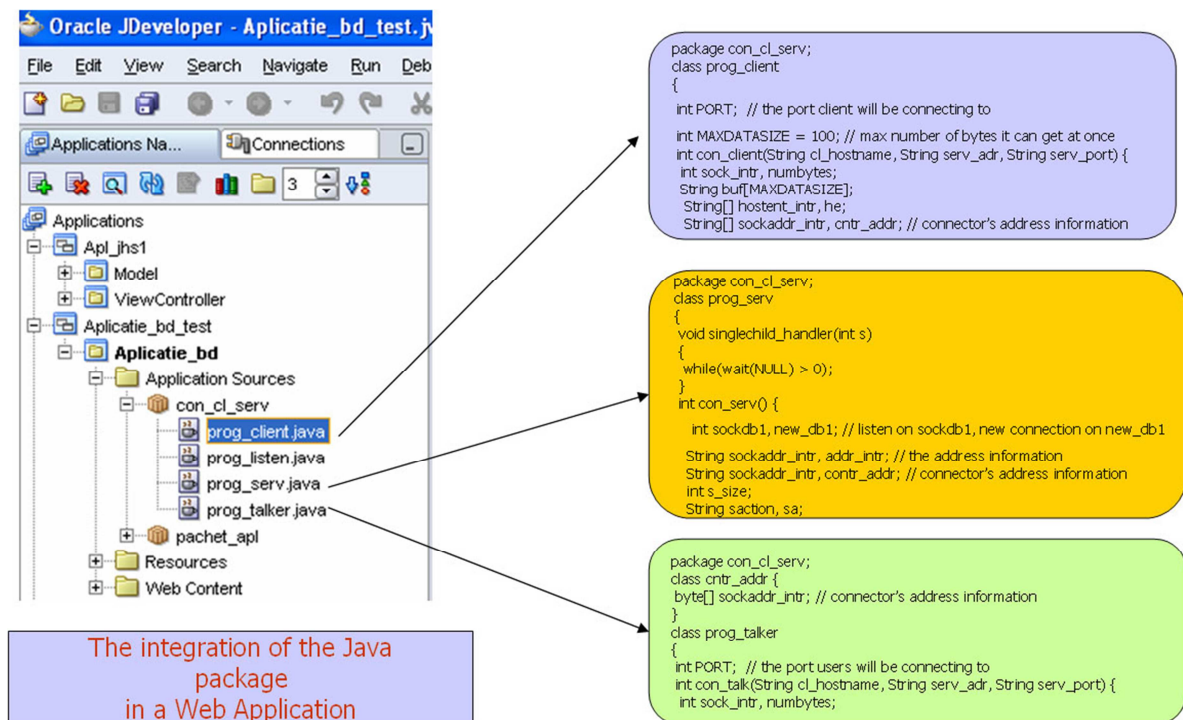 Oracle JDeveloper - Aplicatie_bd_test.jv
File Edit View Search Navigate Run Deb
Applications Na... Connections
3
Applications
Apl_jhs1
Model
ViewController
Aplicatie_bd_test
Aplicatie_bd
Application Sources
con_cl_serv
prog_client.java
prog_listen.java
prog_serv.java
prog_talker.java
pachet_apl
Resources
Web Content
The integration of the Java
package
in a Web Application
package con_cl_serv;
class prog_client
{
int PORT; // the port client will be connecting to
int MAXDATASIZE = 100; // max number of bytes it can get at once
int con_client(String cl_hostname, String serv_adr, String serv_port) {
int sock_intr, numbytes;
String buf[MAXDATASIZE];
String[] hostent_intr, he;
String[] sockaddr_intr, cntr_addr; // connector's address information
package con_cl_serv;
class prog_serv
{
void singlechild_handler(int s)
{
while(wait(NULL) > 0);
}
int con_serv() {
int sockdb1, new_db1; // listen on sockdb1, new connection on new_db1
String sockaddr_intr, addr_intr; // the address information
String sockaddr_intr, contr_addr; // connector's address information
int s_size;
String saction, sa;
package con_cl_serv;
class cntr_addr {
byte[] sockaddr_intr; // connector's address information
}
class prog_talker
{
int PORT; // the port users will be connecting to
int con_talk(String cl_hostname, String serv_adr, String serv_port) {
int sock_intr, numbytes;